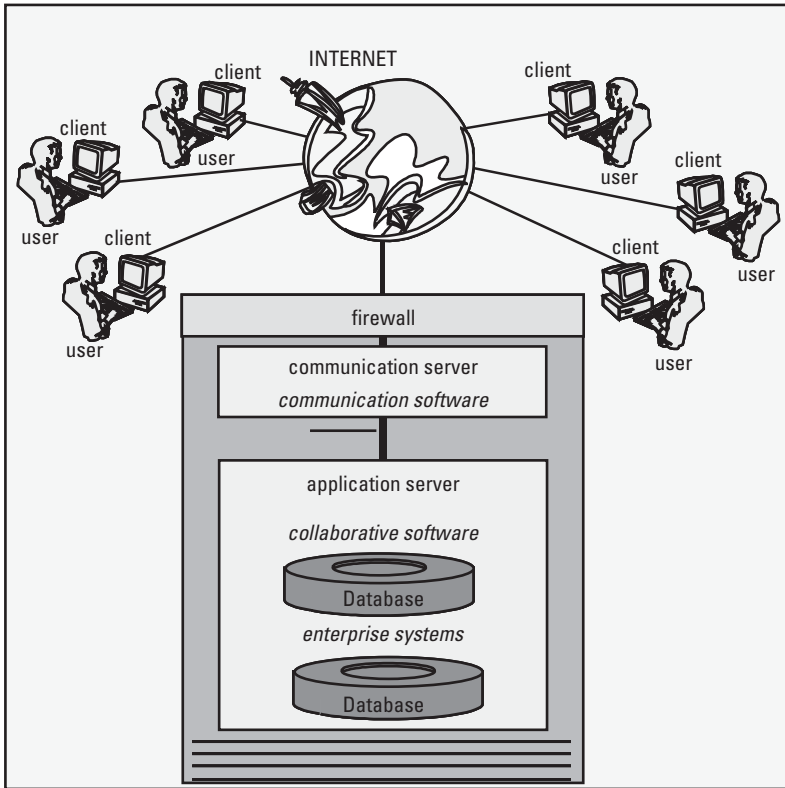 INTERNET
client
user
client
user
client
user
client
user
client
user
client
user
firewall
communication server
communication software
application server
collaborative software
Database
enterprise systems
Database